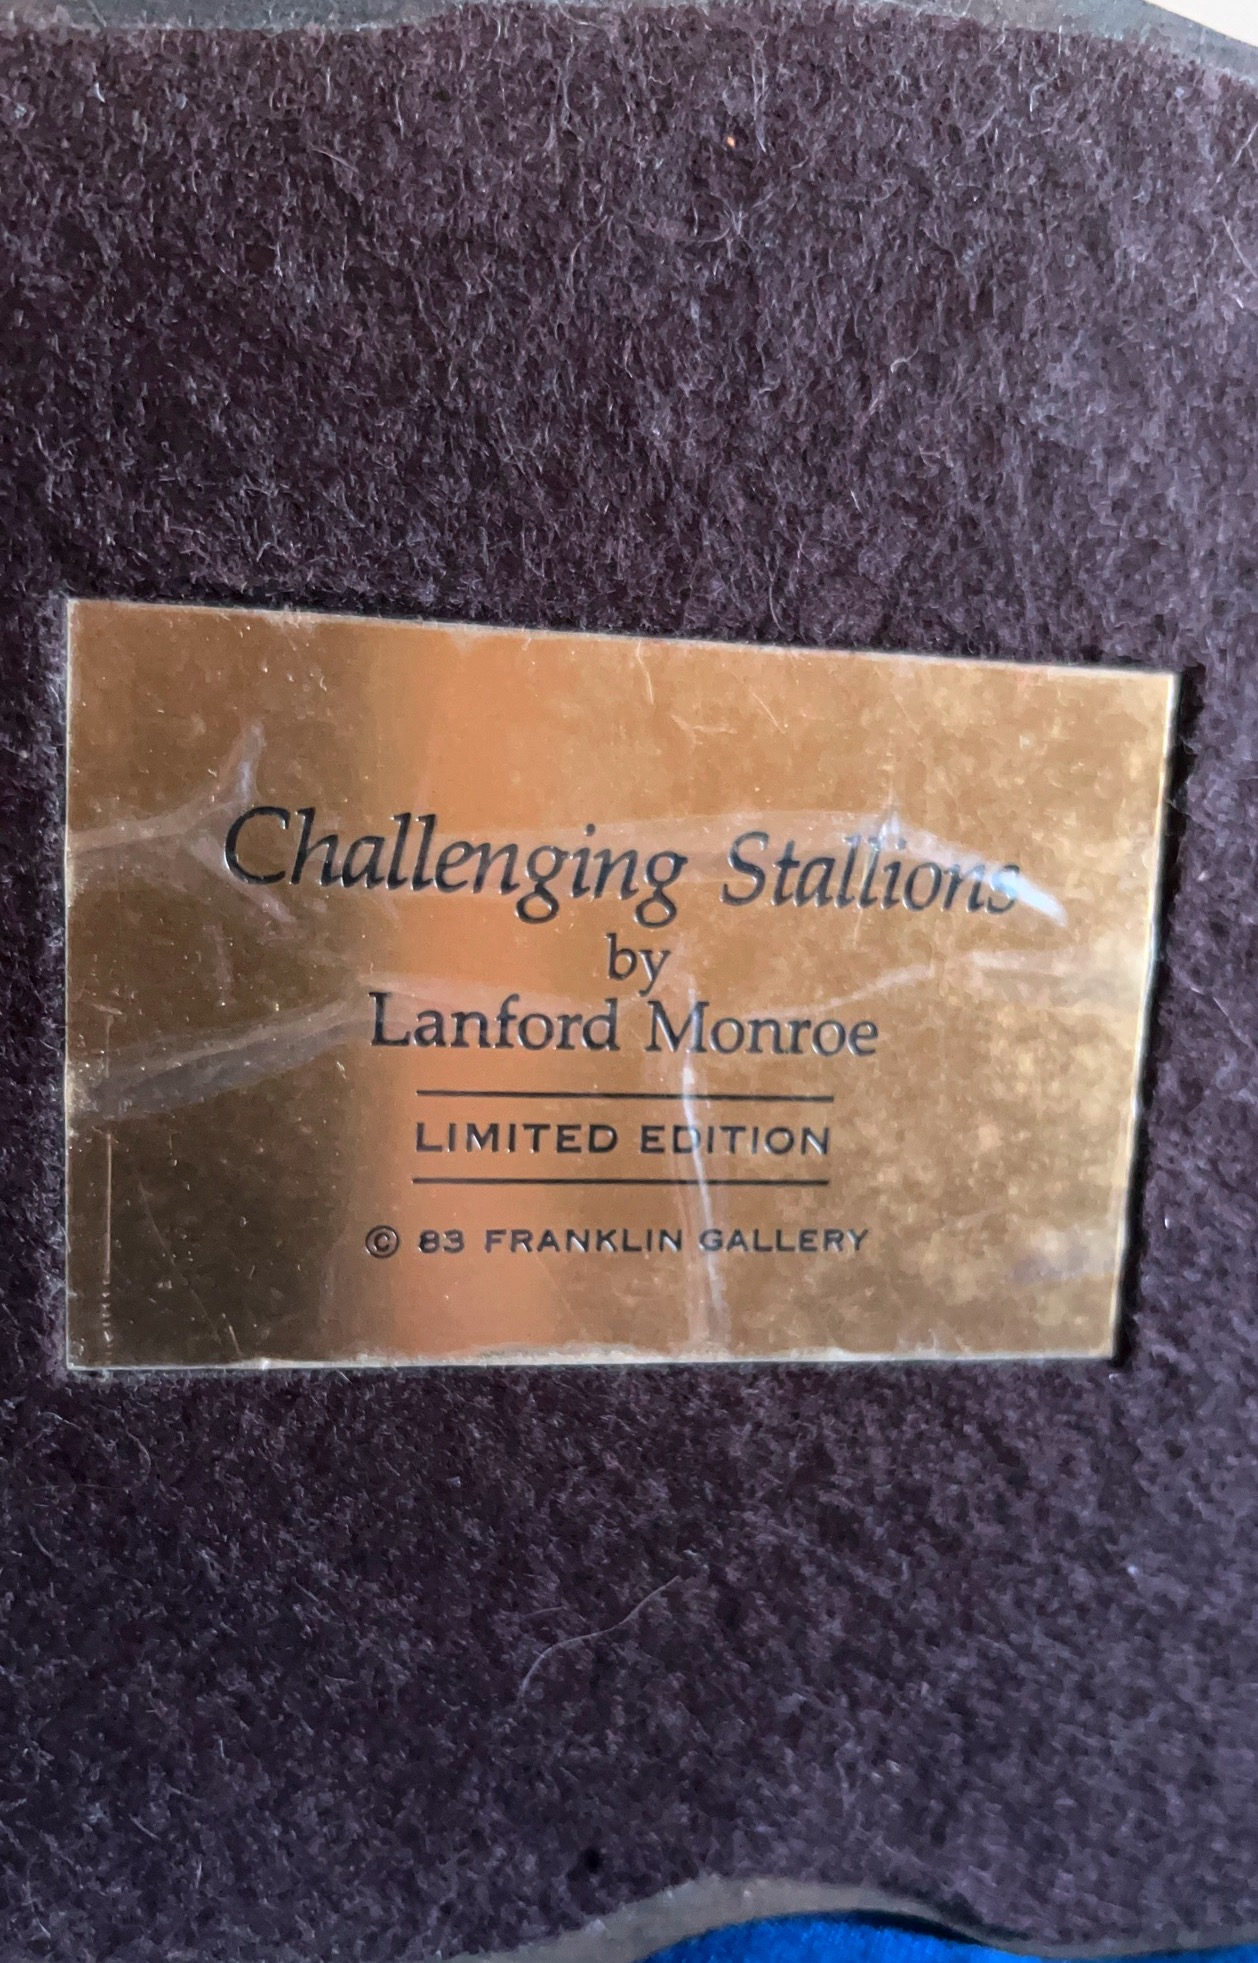 Challenging Stallions
by
Lanford Monroe
LIMITED EDITION
© 83 FRANKLIN GALLERY